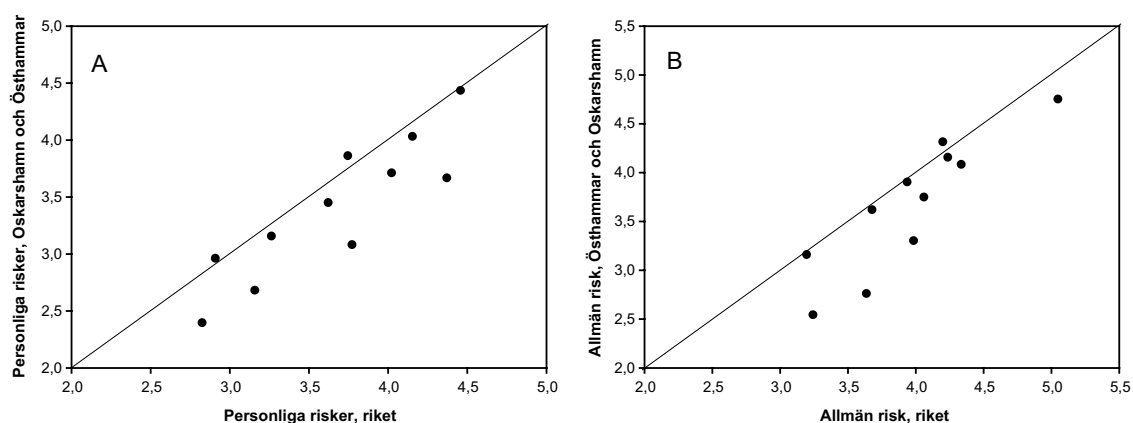 A
Personliga risker, Oskarshamn och Östhammar
5,0
4,5
4,0
3,5
3,0
2,5
2,0
2,0 2,5 3,0 3,5 4,0 4,5 5,0
Personliga risker, riket
B
Allmän risk, Östhammar och Oskarshamn
5,5
5,0
4,5
4,0
3,5
3,0
2,5
2,0
2,0 2,5 3,0 3,5 4,0 4,5 5,0 5,5
Allmän risk, riket